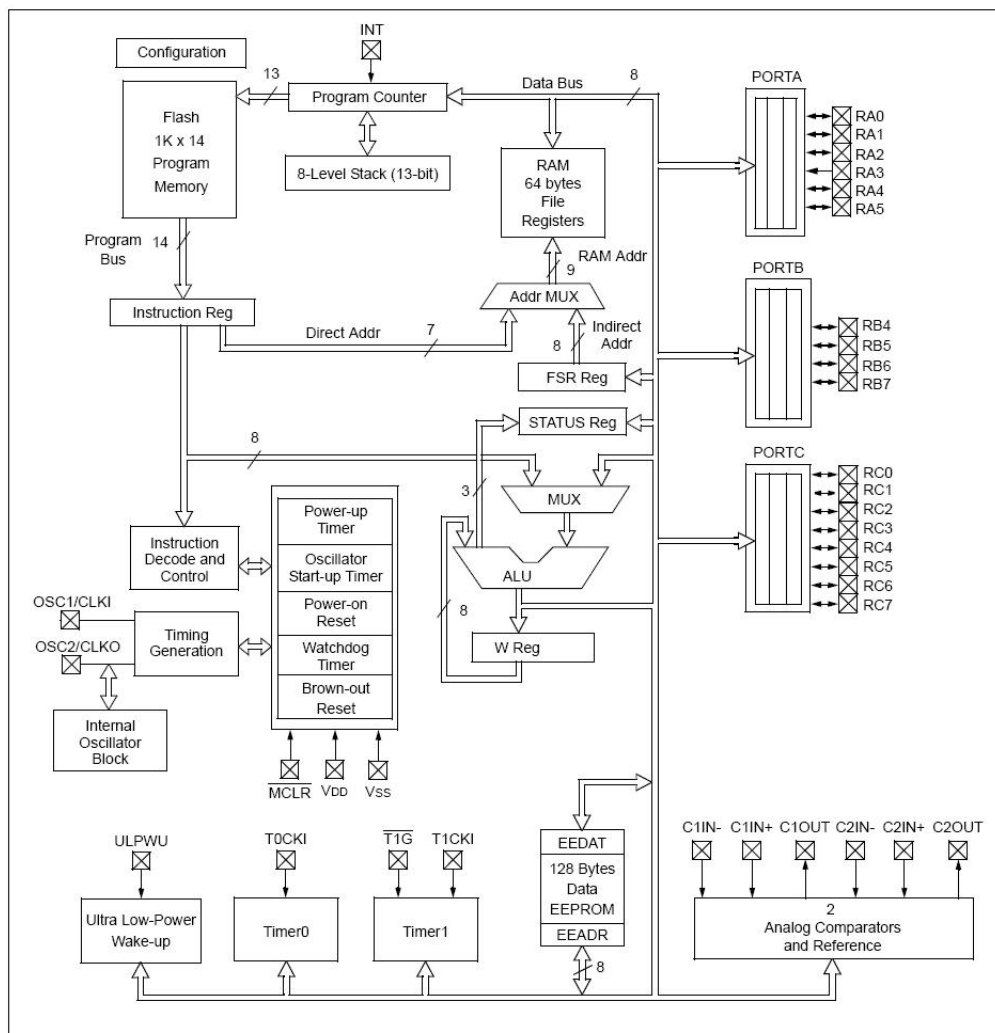 INT
Configuration
13
Program Counter
Data Bus
8
PORTA
Flash
1K x 14
Program
Memory
8-Level Stack (13-bit)
RAM
64 bytes
File
Registers
RA0
RA1
RA2
RA3
RA4
RA5
Program
Bus
14
RAM Addr
9
Addr MUX
PORTB
Instruction Reg
Direct Addr
7
8
Indirect
Addr
FSR Reg
RB4
RB5
RB6
RB7
STATUS Reg
8
3
MUX
PORTC
RC0
RC1
RC2
RC3
RC4
RC5
RC6
RC7
Instruction
Decode and
Control
Power-up
Timer
Oscillator
Start-up Timer
Power-on
Reset
Watchdog
Timer
Brown-out
Reset
ALU
8
W Reg
OSC1/CLKI
OSC2/CLKO
Timing
Generation
Internal
Oscillator
Block
MCLR
VDD
VSS
ULPWU
T0CKI
T1G
T1CKI
EEDAT
128 Bytes
Data
EEPROM
EEADR
8
C1IN-
C1IN+
C1OUT
C2IN-
C2IN+
C2OUT
Ultra Low-Power
Wake-up
Timer0
Timer1
2
Analog Comparators
and Reference